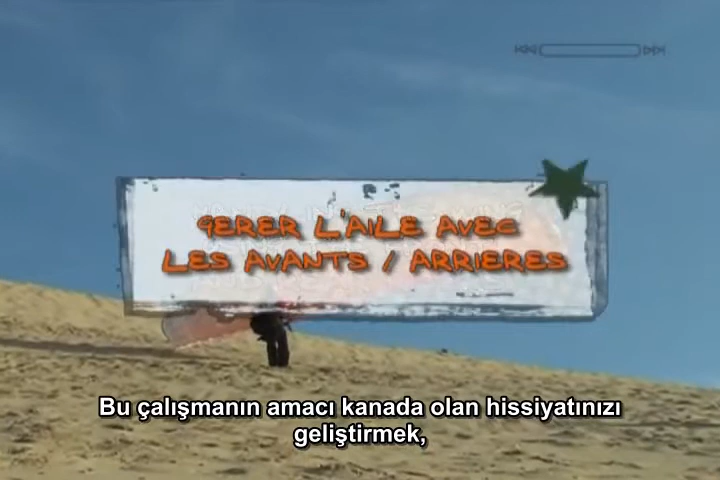 GERER L'AILE AVEC
LES AVANTS / ARRIERES
Bu çalışmanın amacı kanada olan hissiyatınızı
geliştirmek,